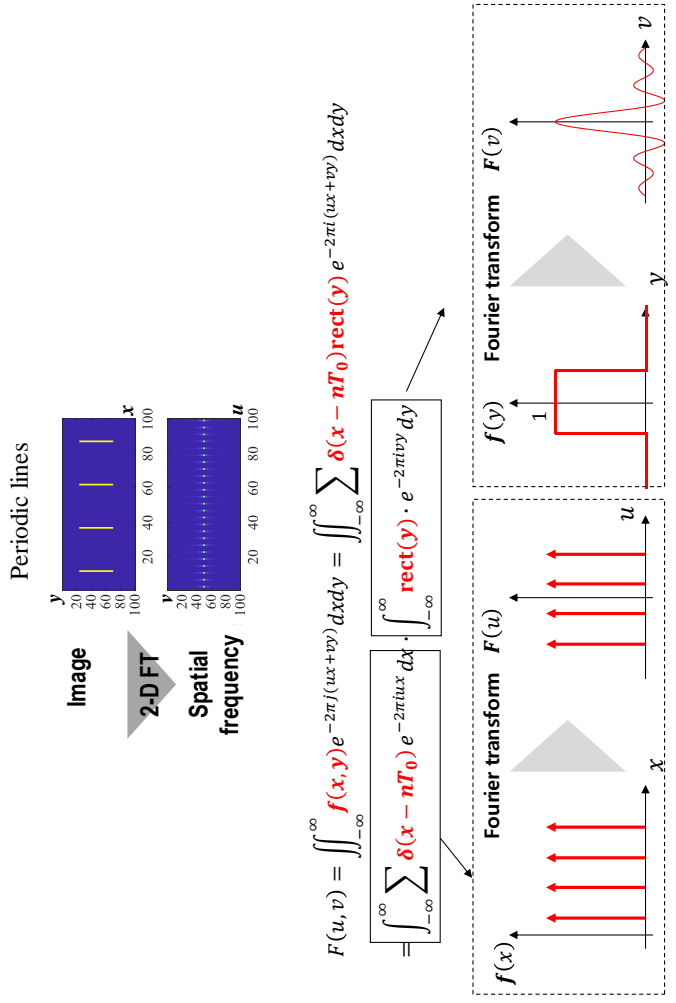 Periodic lines
Image
y
20
40
60
80
100
x
20 40 60 80 100
2-D FT
Spatial
frequency
v
20
40
60
80
100
u
20 40 60 80 100
F(u,v) = ∬_{-∞}^{∞} f(x,y)e^{-2πj(ux+vy)}dxdy = ∬_{-∞}^{∞} ∑ δ(x − nT₀)rect(y) e^{-2πi(ux+vy)}dxdy
= ∫_{-∞}^{∞} ∑ δ(x − nT₀)e^{-2πiux}dx · ∫_{-∞}^{∞} rect(y) · e^{-2πivy}dy
f(x)
x
Fourier transform
F(u)
u
f(y)
1
y
Fourier transform
F(v)
v